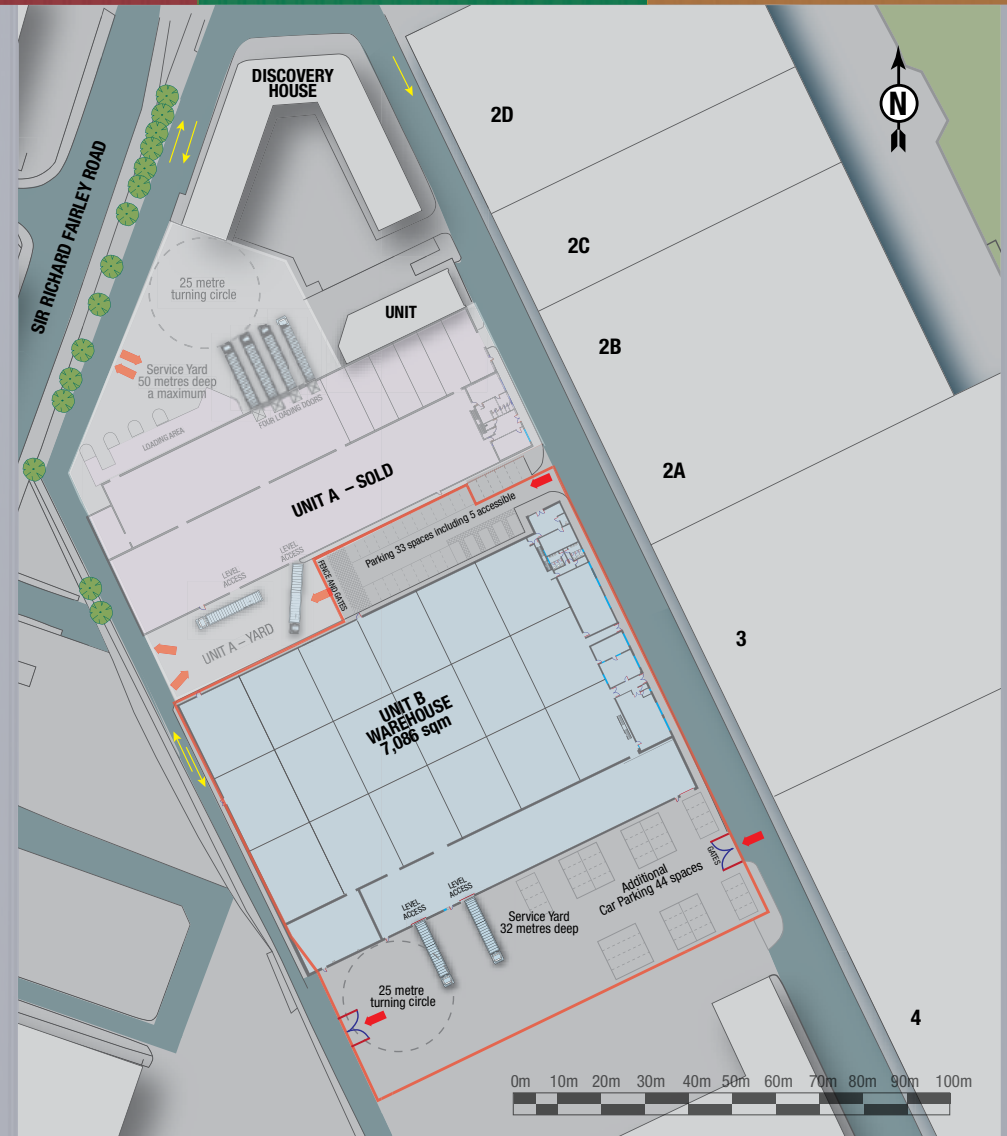 DISCOVERY
HOUSE
2D
N
SIR RICHARD FAIRLEY ROAD
2C
25 metre
turning circle
UNIT
2B
Service Yard
50 metres deep
a maximum
FOUR LOADING DOORS
LOADING AREA
2A
UNIT A – SOLD
Parking 33 spaces including 5 accessible
LEVEL
ACCESS
LEVEL
ACCESS
FENCE AND GATES
UNIT A – YARD
3
UNIT B
WAREHOUSE
7,086 sqm
GATES
Additional
Car Parking 44 spaces
LEVEL
ACCESS
LEVEL
ACCESS
Service Yard
32 metres deep
25 metre
turning circle
4
0m 10m 20m 30m 40m 50m 60m 70m 80m 90m 100m